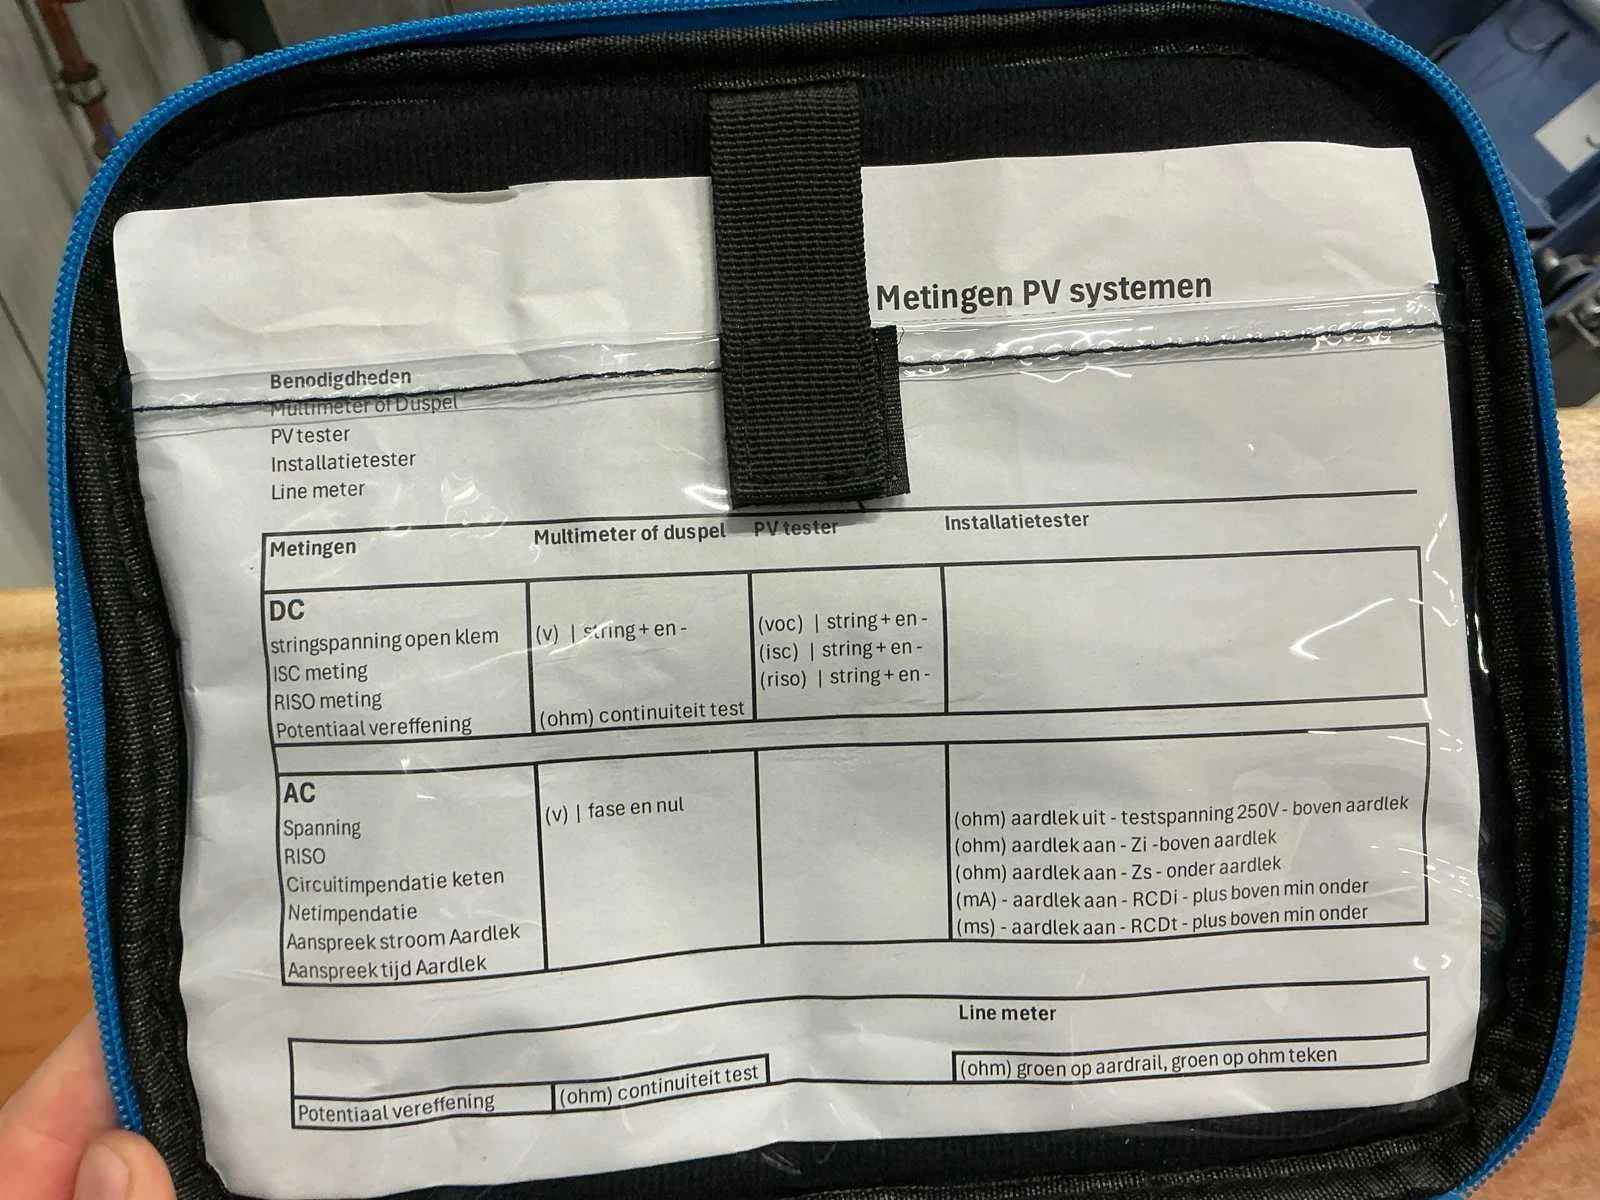 Metingen PV systemen
Benodigdheden
Multimeter of Duspel
PV tester
Installatietester
Line meter
Metingen Multimeter of duspel PV tester Installatietester
DC
stringspanning open klem (v) | string + en - (voc) | string + en -
ISC meting (isc) | string + en -
RISO meting (riso) | string + en -
Potentiaal vereffening (ohm) continuiteit test
AC
Spanning (v) | fase en nul
RISO (ohm) aardlek uit - testspanning 250V - boven aardlek
Circuitimpendatie keten (ohm) aardlek aan - Zi -boven aardlek
Netimpendatie (ohm) aardlek aan - Zs - onder aardlek
Aanspreek stroom Aardlek (mA) - aardlek aan - RCDi - plus boven min onder
Aanspreek tijd Aardlek (ms) - aardlek aan - RCDt - plus boven min onder
Line meter
Potentiaal vereffening (ohm) continuiteit test (ohm) groen op aardrail, groen op ohm teken